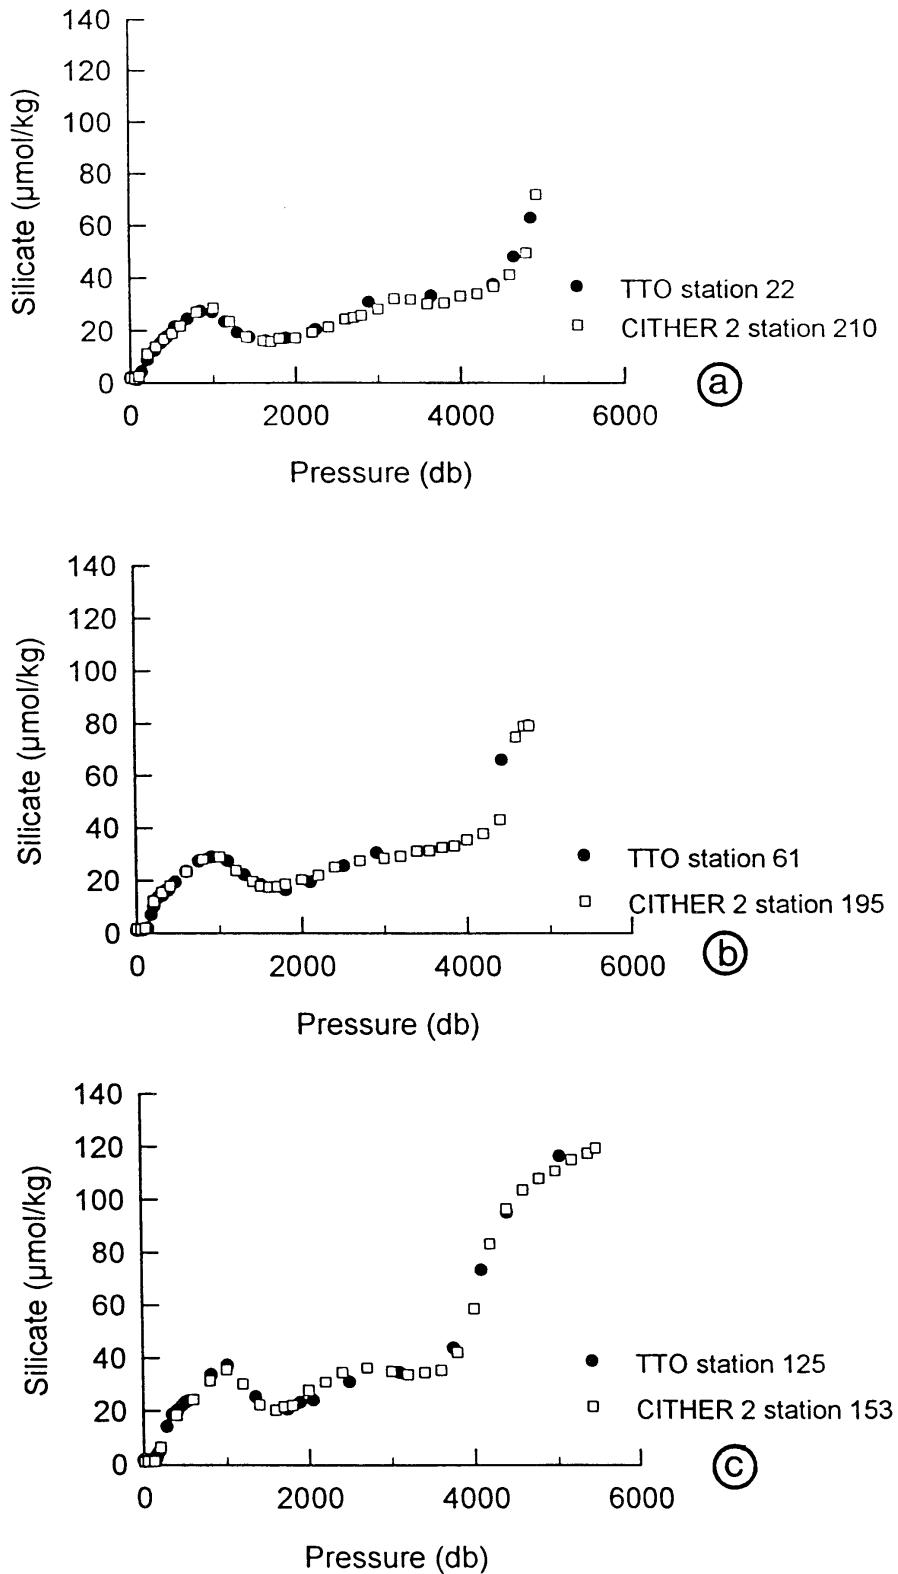 140
120
100
80
60
40
20
0
Silicate (µmol/kg)
0 2000 4000 6000
Pressure (db)
TTO station 22
CITHER 2 station 210
a
140
120
100
80
60
40
20
0
Silicate (µmol/kg)
0 2000 4000 6000
Pressure (db)
TTO station 61
CITHER 2 station 195
b
140
120
100
80
60
40
20
0
Silicate (µmol/kg)
0 2000 4000 6000
Pressure (db)
TTO station 125
CITHER 2 station 153
c